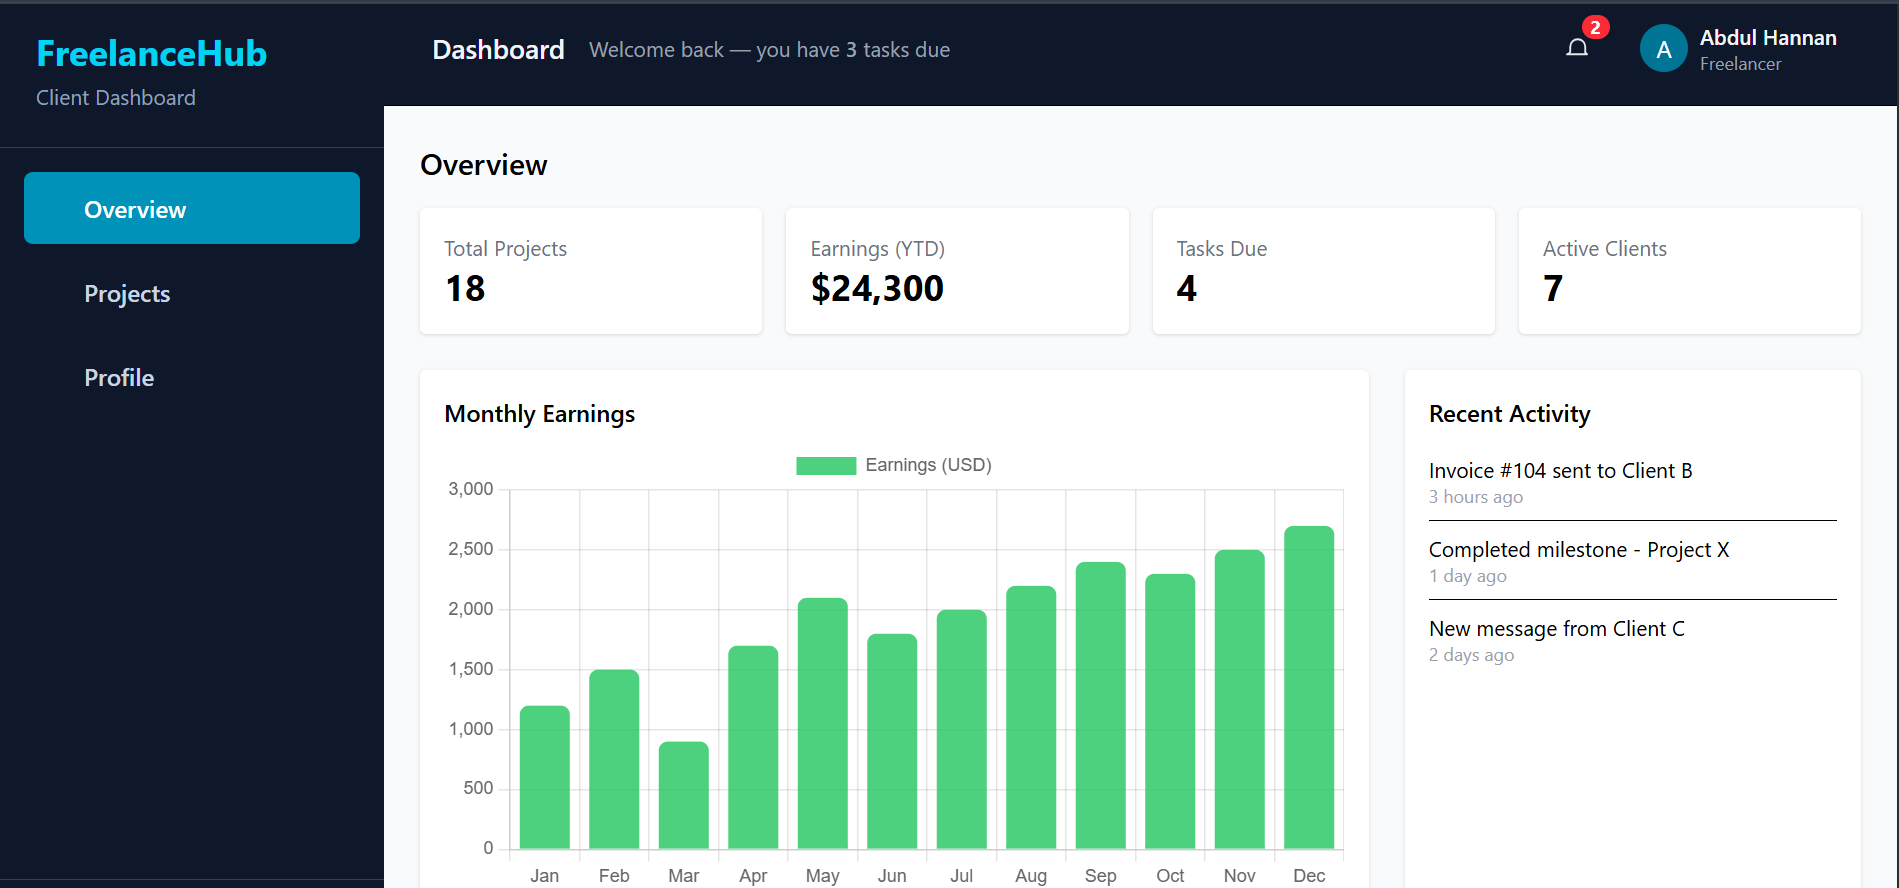 FreelanceHub
Client Dashboard
Overview
Projects
Profile
Dashboard
Welcome back — you have 3 tasks due
2
A
Abdul Hannan
Freelancer
Overview
Total Projects
18
Earnings (YTD)
$24,300
Tasks Due
4
Active Clients
7
Monthly Earnings
Earnings (USD)
3,000
2,500
2,000
1,500
1,000
500
0
Jan Feb Mar Apr May Jun Jul Aug Sep Oct Nov Dec
Recent Activity
Invoice #104 sent to Client B
3 hours ago
Completed milestone - Project X
1 day ago
New message from Client C
2 days ago